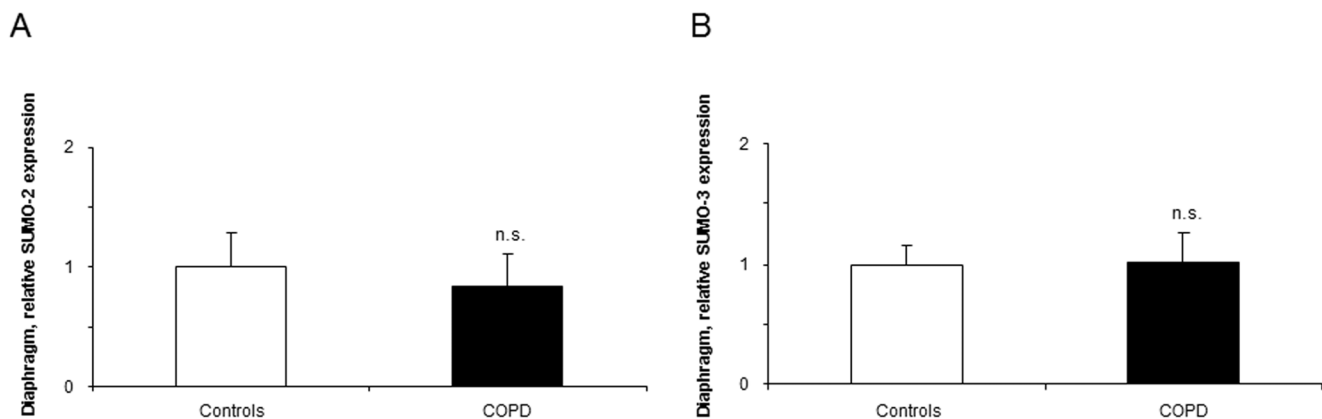 A
Diaphragm, relative SUMO-2 expression
2
1
0
n.s.
Controls
COPD
B
Diaphragm, relative SUMO-3 expression
2
1
0
n.s.
Controls
COPD